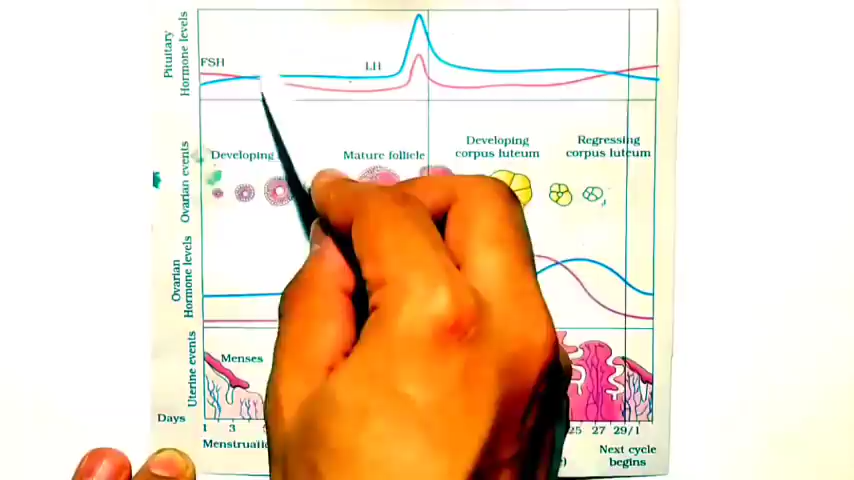 Pituitary
Hormone levels
FSH
LH
Ovarian events
Developing
Mature follicle
Developing
corpus luteum
Regressing
corpus luteum
Ovarian
Hormone levels
Uterine events
Menses
Days
1 3 25 27 29/1
Next cycle
begins